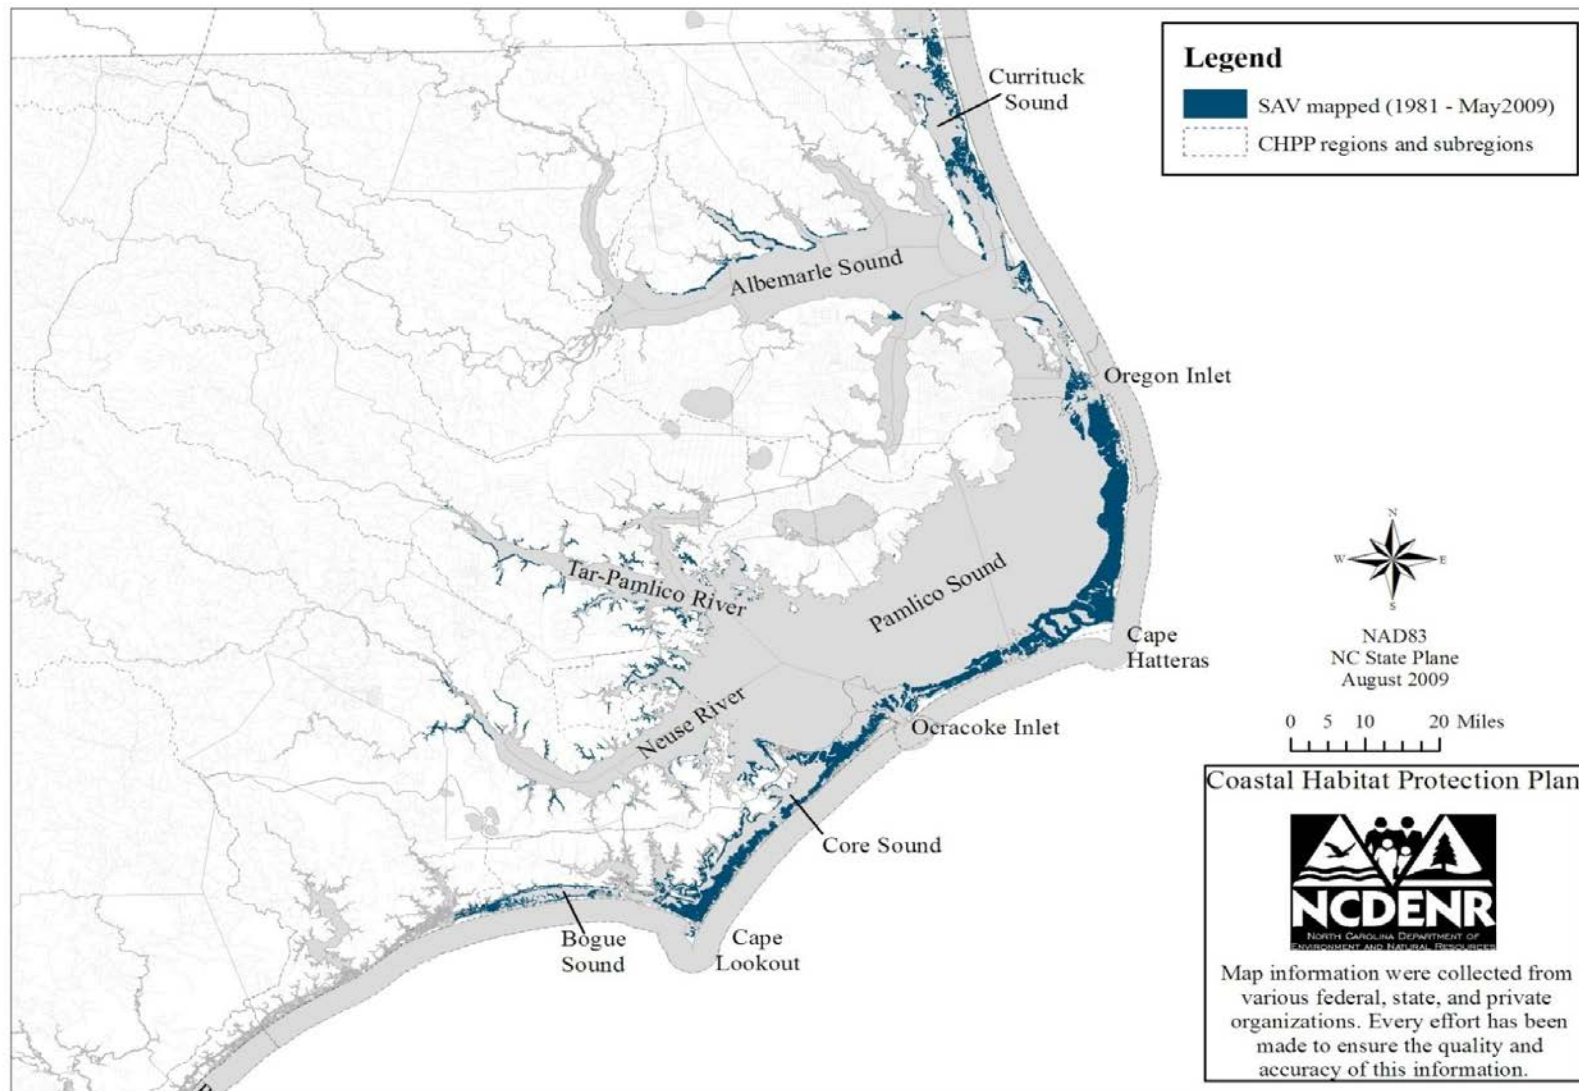 Legend
SAV mapped (1981 - May2009)
CHPP regions and subregions
Currituck
Sound
Albemarle Sound
Oregon Inlet
Tar-Pamlico River
Pamlico Sound
Cape
Hatteras
Neuse River
Ocracoke Inlet
Core Sound
Bogue
Sound
Cape
Lookout
N
W
E
S
NAD83
NC State Plane
August 2009
0 5 10 20 Miles
Coastal Habitat Protection Plan
NCDENR
NORTH CAROLINA DEPARTMENT OF
ENVIRONMENT AND NATURAL RESOURCES
Map information were collected from
various federal, state, and private
organizations. Every effort has been
made to ensure the quality and
accuracy of this information.